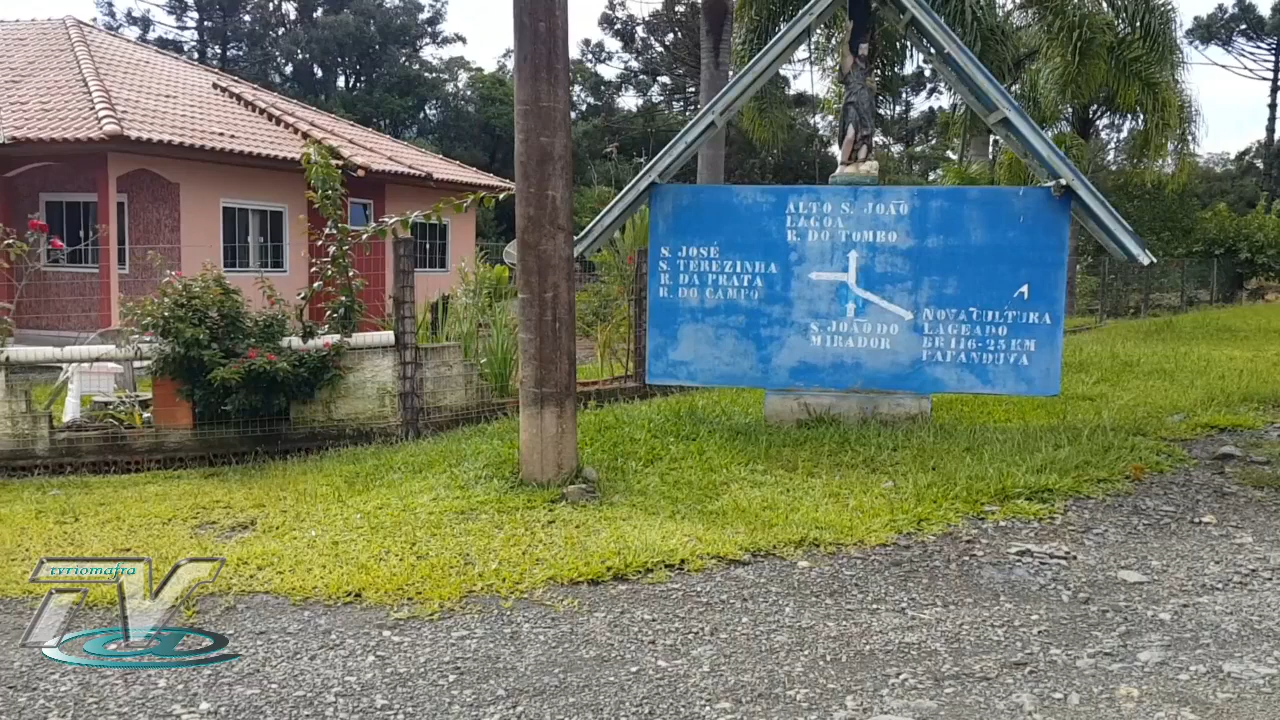 ALTO S. JOÃO
LAGOA
R. DO TOMBO
S. JOSÉ
S. TEREZINHA
R. DA PRATA
R. DO CAMPO
S. JOÃO DO
MIRADOR
NOVA CULTURA
LAGEADO
BR 116-25 KM
PAPANDUVA
tvriomafra
TV